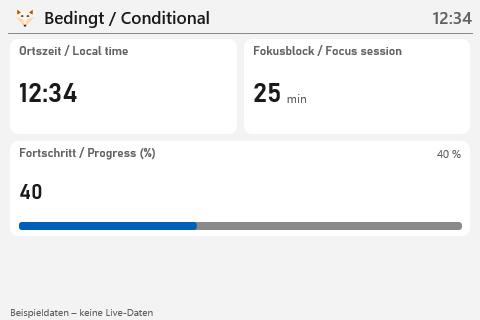 Bedingt / Conditional 12:34
Ortszeit / Local time
12:34
Fokusblock / Focus session
25 min
Fortschritt / Progress (%) 40 %
40
Beispieldaten – keine Live-Daten